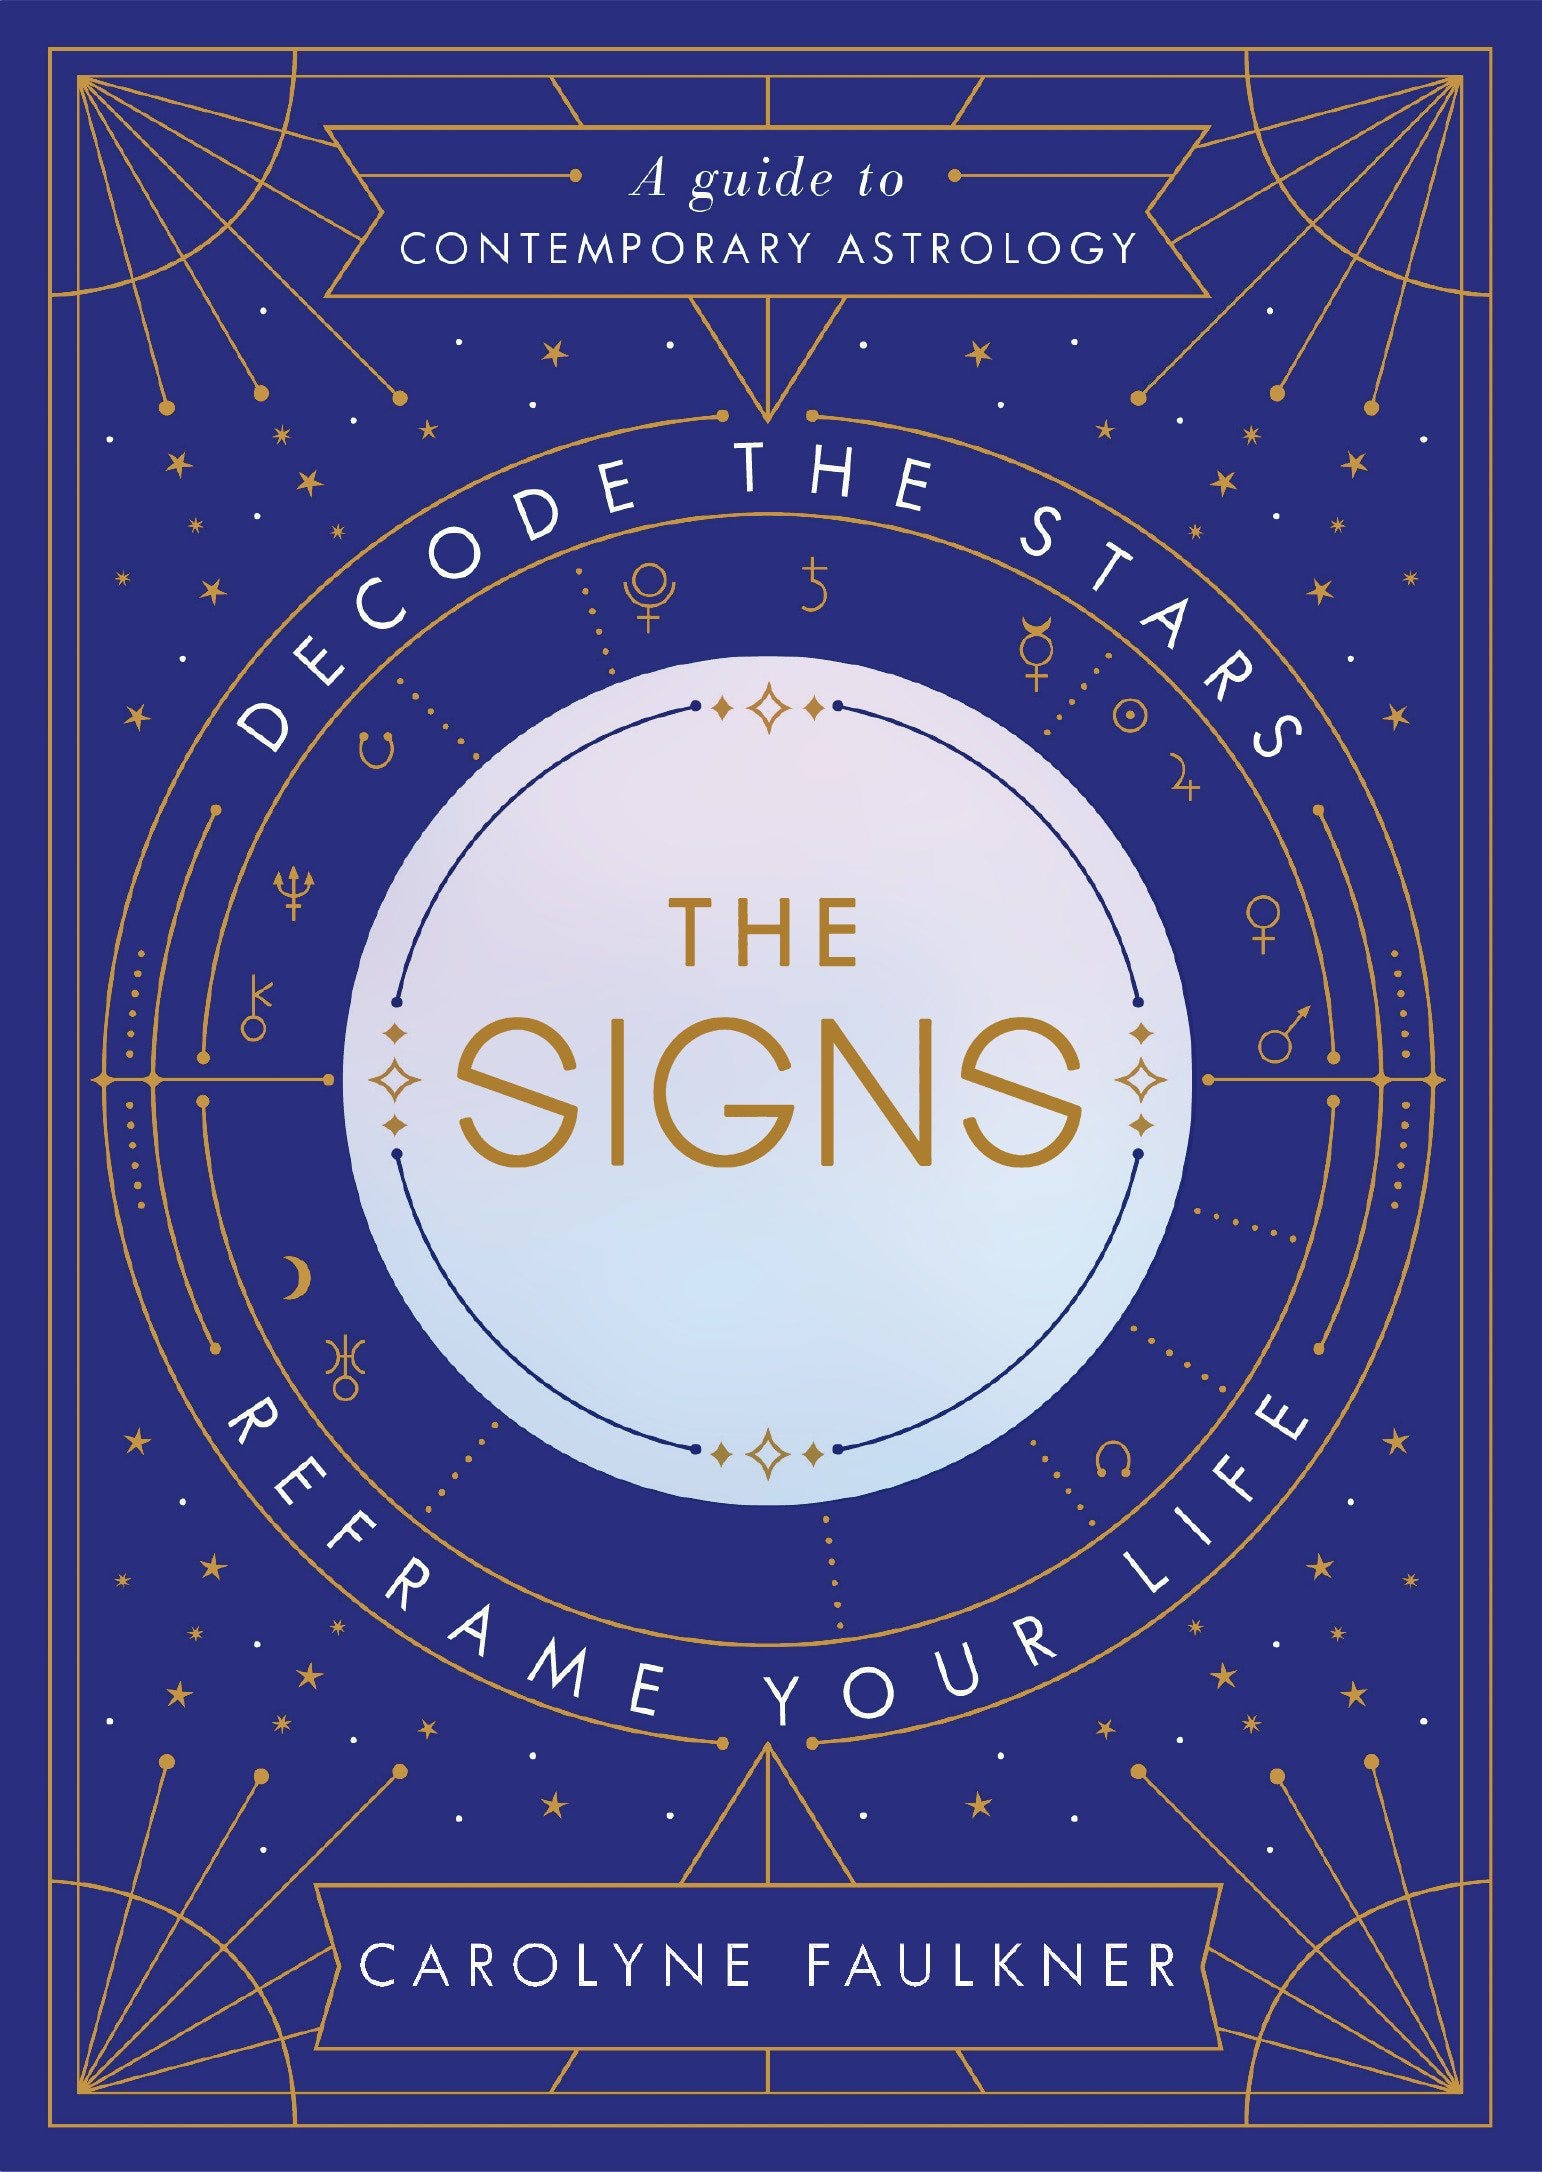 A guide to
CONTEMPORARY ASTROLOGY
DECODE THE STARS
THE
SIGNS
REFRAME YOUR LIFE
CAROLYNE FAULKNER